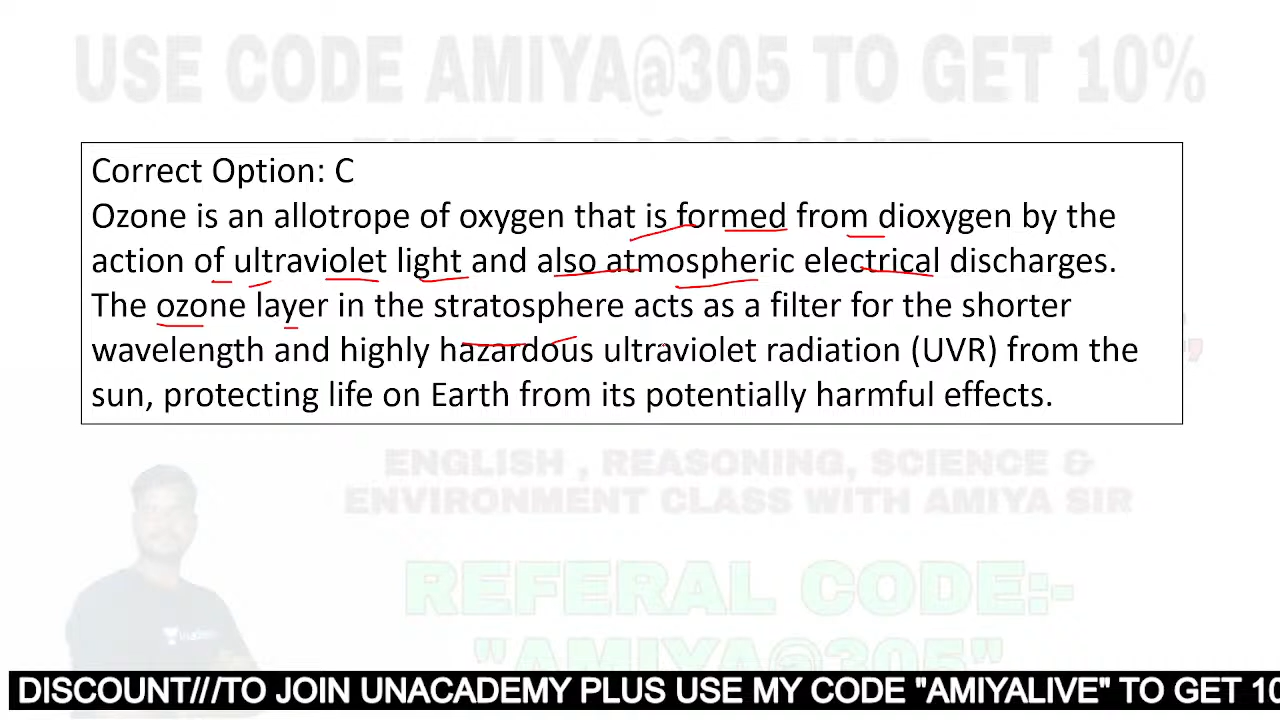 USE CODE AMIYA@305 TO GET 10%
Correct Option: C
Ozone is an allotrope of oxygen that is formed from dioxygen by the
action of ultraviolet light and also atmospheric electrical discharges.
The ozone layer in the stratosphere acts as a filter for the shorter
wavelength and highly hazardous ultraviolet radiation (UVR) from the
sun, protecting life on Earth from its potentially harmful effects.
ENGLISH , REASONING, SCIENCE &
ENVIRONMENT CLASS WITH AMIYA SIR
REFERAL CODE:-
"AMIYA@305"
DISCOUNT///TO JOIN UNACADEMY PLUS USE MY CODE "AMIYALIVE" TO GET 10